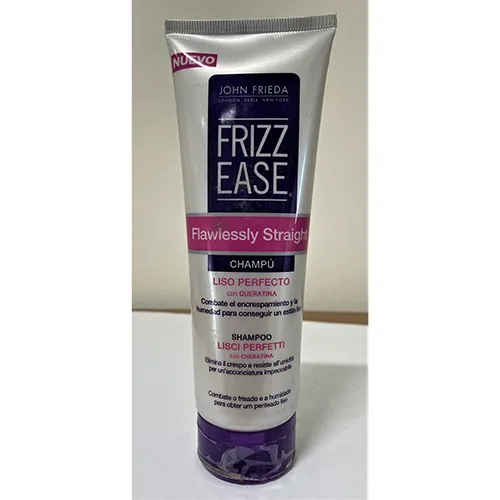 NUEVO
JOHN FRIEDA
LONDON PARIS NEW YORK
FRIZZ
EASE®
Flawlessly Straight
CHAMPÚ
LISO PERFECTO
con QUERATINA
Combate el encrespamiento y la
humedad para conseguir un estilo liso
SHAMPOO
LISCI PERFETTI
con CHERATINA
Elimina il crespo e resiste all'umidità
per un'acconciatura impeccabile
Combate o frisado e a humidade
para obter um penteado liso